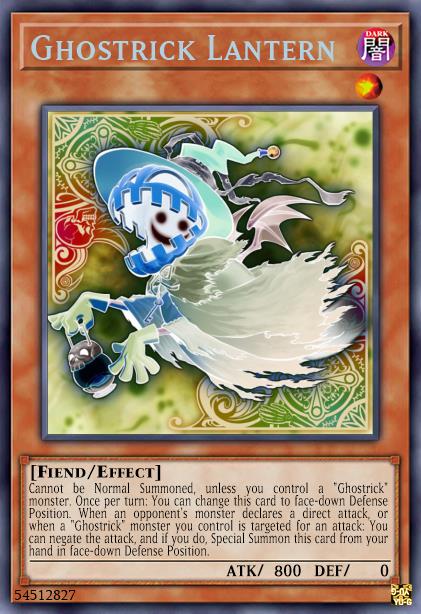 GHOSTRICK LANTERN
DARK
闇
[FIEND/EFFECT]
Cannot be Normal Summoned, unless you control a "Ghostrick"
monster. Once per turn: You can change this card to face-down Defense
Position. When an opponent's monster declares a direct attack, or
when a "Ghostrick" monster you control is targeted for an attack: You
can negate the attack, and if you do, Special Summon this card from your
hand in face-down Defense Position.
ATK/ 800 DEF/ 0
54512827